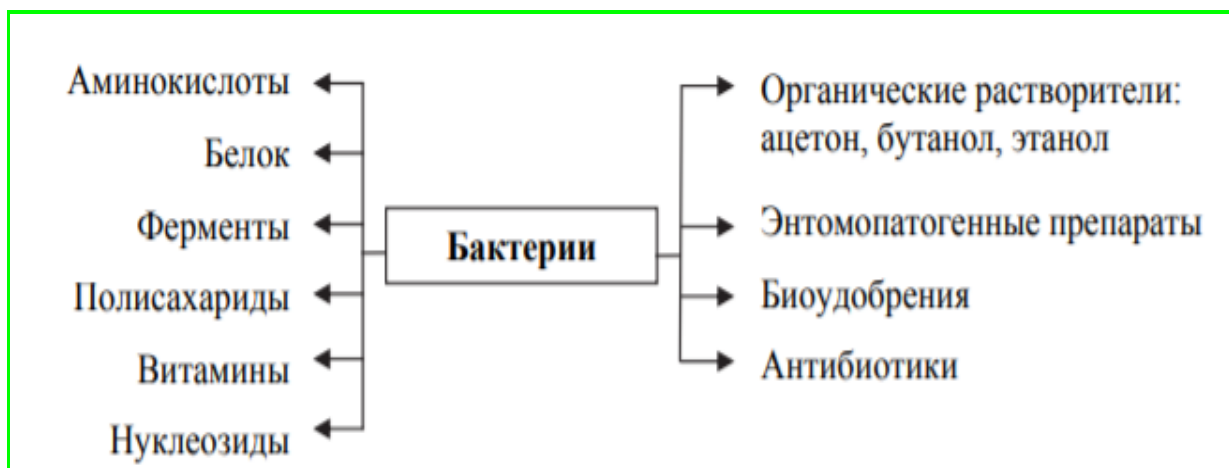 Аминокислоты
Белок
Ферменты
Полисахариды
Витамины
Нуклеозиды
Бактерии
Органические растворители:
ацетон, бутанол, этанол
Энтомопатогенные препараты
Биоудобрения
Антибиотики